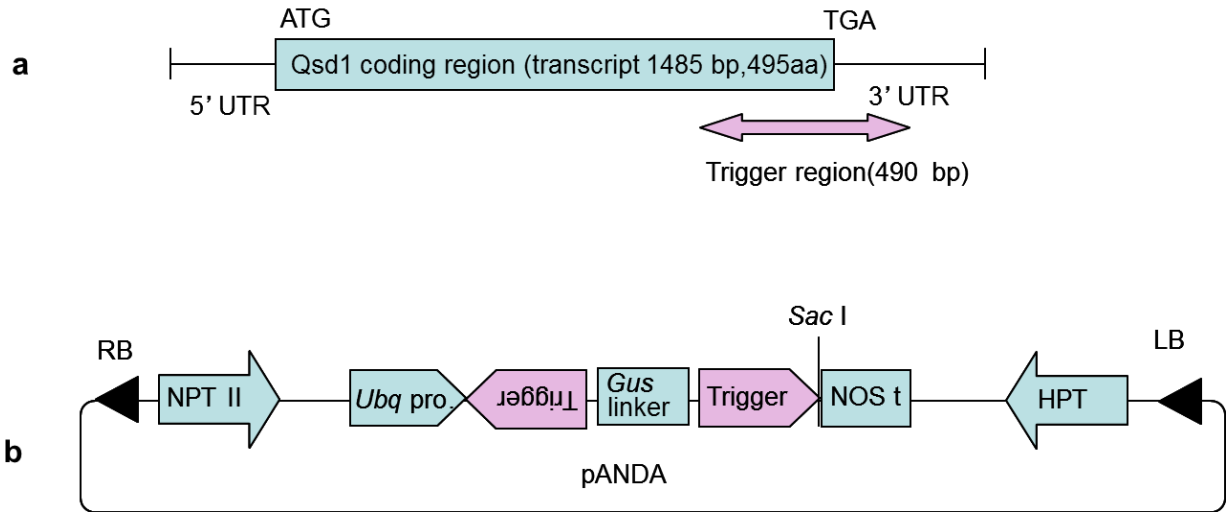 a
ATG
TGA
Qsd1 coding region (transcript 1485 bp,495aa)
5’ UTR
3’ UTR
Trigger region(490 bp)
b
Sac I
RB
LB
NPT II
Ubq pro.
Trigger
Gus
linker
Trigger
NOS t
HPT
pANDA